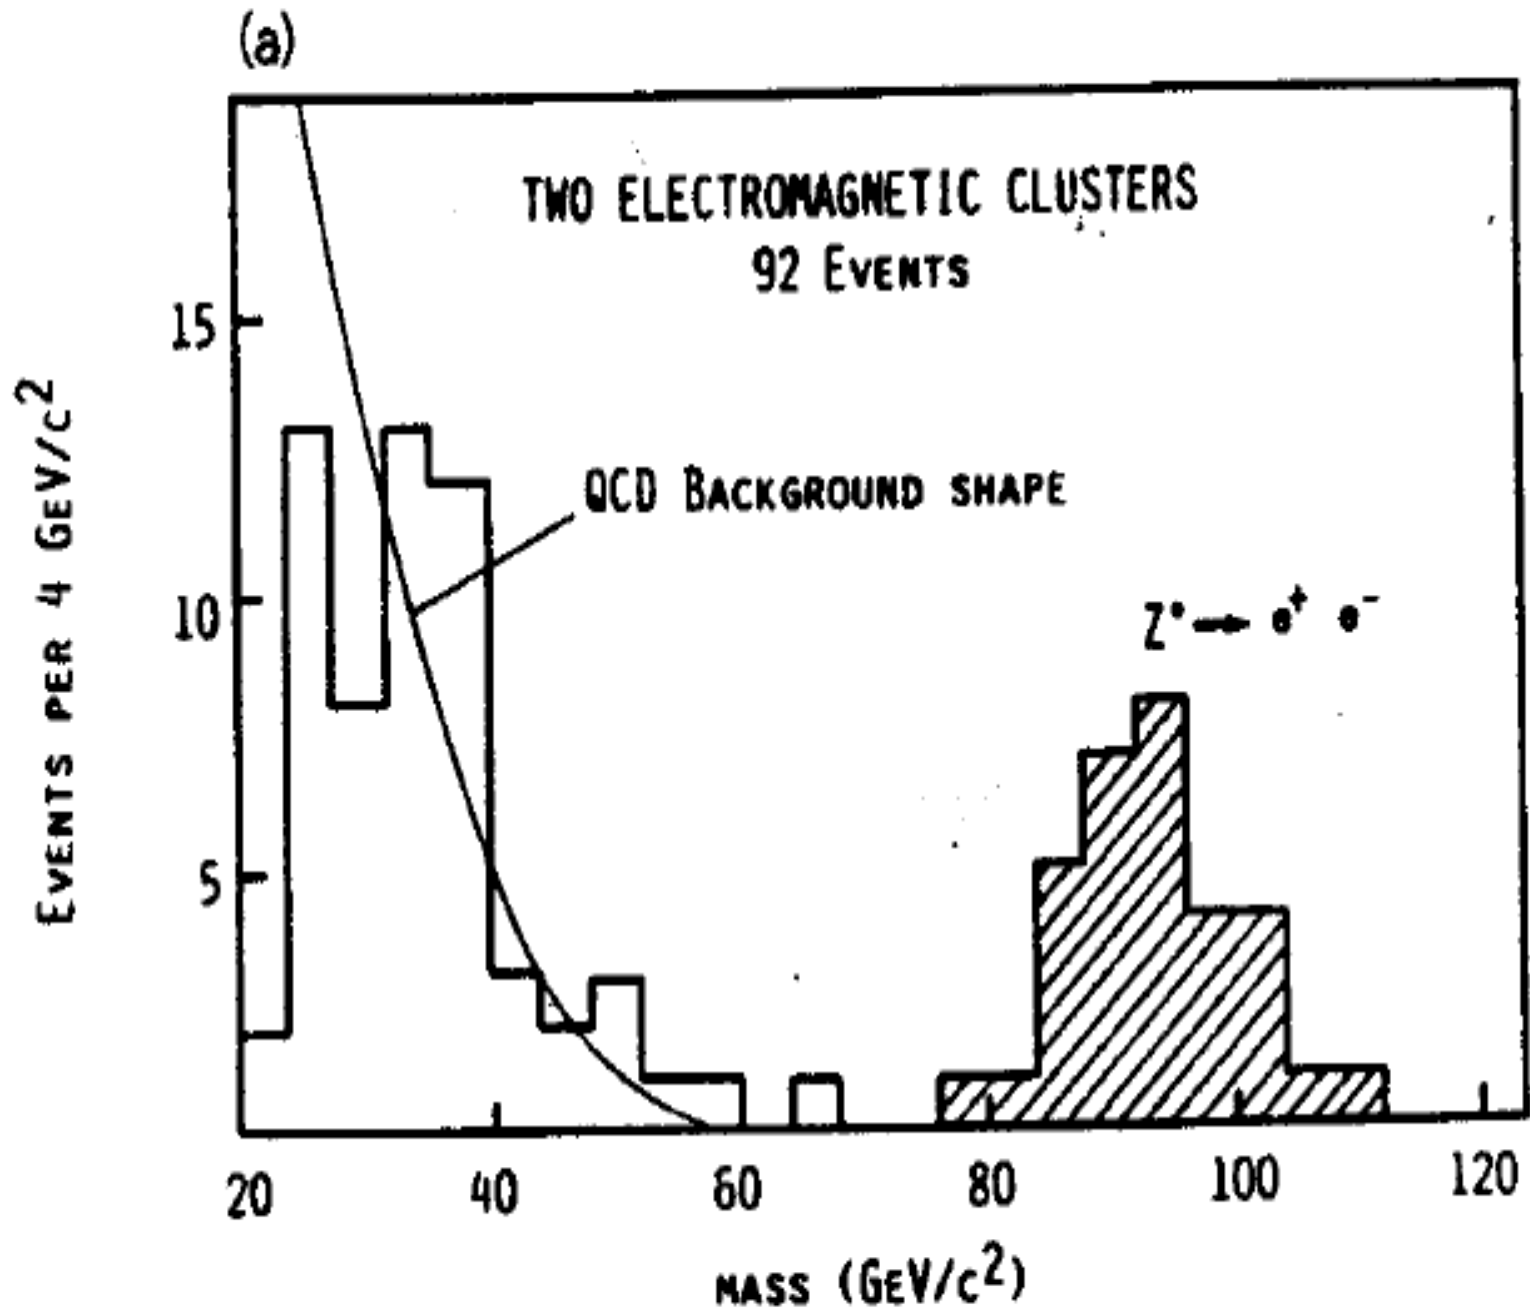 (a)
TWO ELECTROMAGNETIC CLUSTERS
92 EVENTS
15
QCD BACKGROUND SHAPE
10
Z° → e⁺ e⁻
5
EVENTS PER 4 GEV/c²
20 40 60 80 100 120
MASS (GEV/c²)